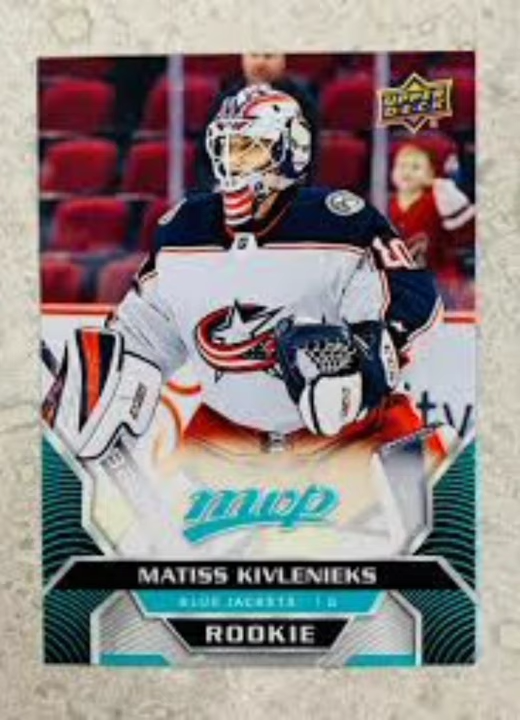 UPPER
DECK
mvp
MATISS KIVLENIEKS
BLUE JACKETS | G
ROOKIE